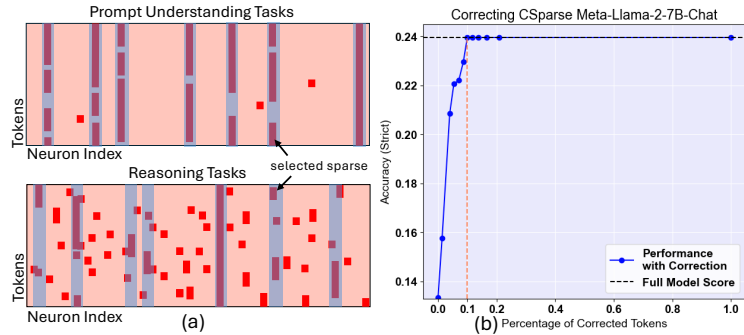 Prompt Understanding Tasks
Tokens
Neuron Index
selected sparse
Reasoning Tasks
Tokens
Neuron Index
(a)
Correcting CSparse Meta-Llama-2-7B-Chat
Accuracy (Strict)
0.24
0.22
0.20
0.18
0.16
0.14
Performance
with Correction
Full Model Score
0.0 0.1 0.2 0.4 0.6 0.8 1.0
(b) Percentage of Corrected Tokens